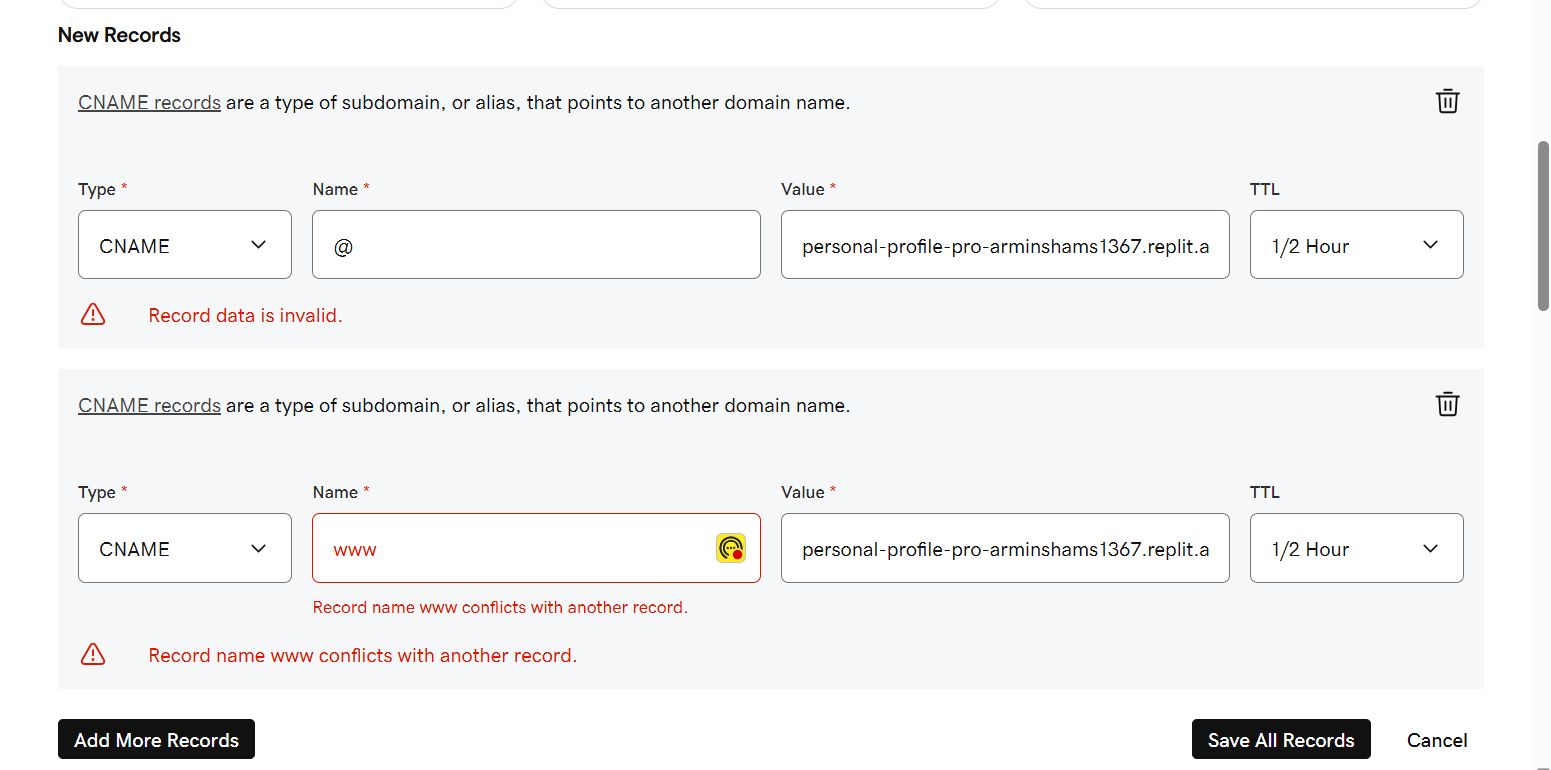 New Records
CNAME records are a type of subdomain, or alias, that points to another domain name.
Type * Name * Value * TTL
CNAME @ personal-profile-pro-arminshams1367.replit.a 1/2 Hour
Record data is invalid.
CNAME records are a type of subdomain, or alias, that points to another domain name.
Type * Name * Value * TTL
CNAME www personal-profile-pro-arminshams1367.replit.a 1/2 Hour
Record name www conflicts with another record.
Record name www conflicts with another record.
Add More Records Save All Records Cancel